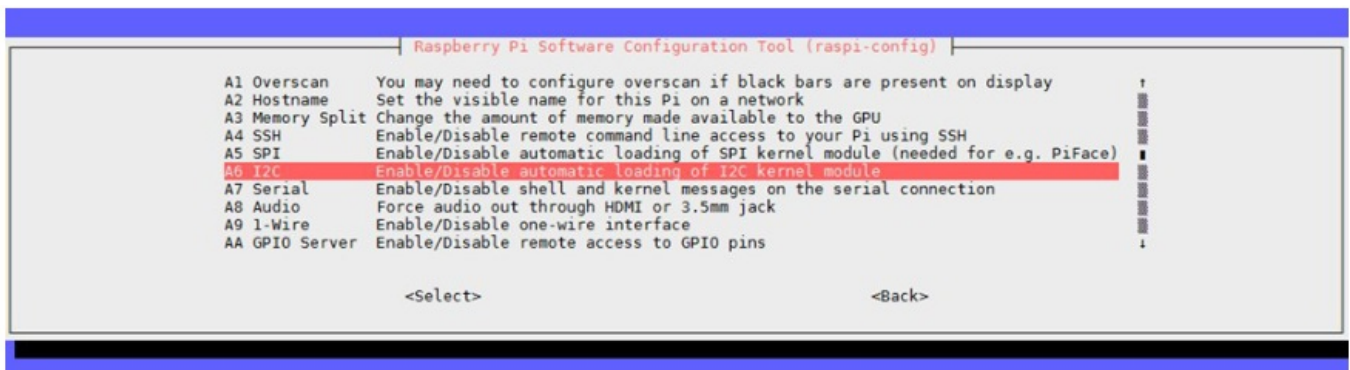 Raspberry Pi Software Configuration Tool (raspi-config)
A1 Overscan You may need to configure overscan if black bars are present on display
A2 Hostname Set the visible name for this Pi on a network
A3 Memory Split Change the amount of memory made available to the GPU
A4 SSH Enable/Disable remote command line access to your Pi using SSH
A5 SPI Enable/Disable automatic loading of SPI kernel module (needed for e.g. PiFace)
A6 I2C Enable/Disable automatic loading of I2C kernel module
A7 Serial Enable/Disable shell and kernel messages on the serial connection
A8 Audio Force audio out through HDMI or 3.5mm jack
A9 1-Wire Enable/Disable one-wire interface
AA GPIO Server Enable/Disable remote access to GPIO pins
<Select> <Back>